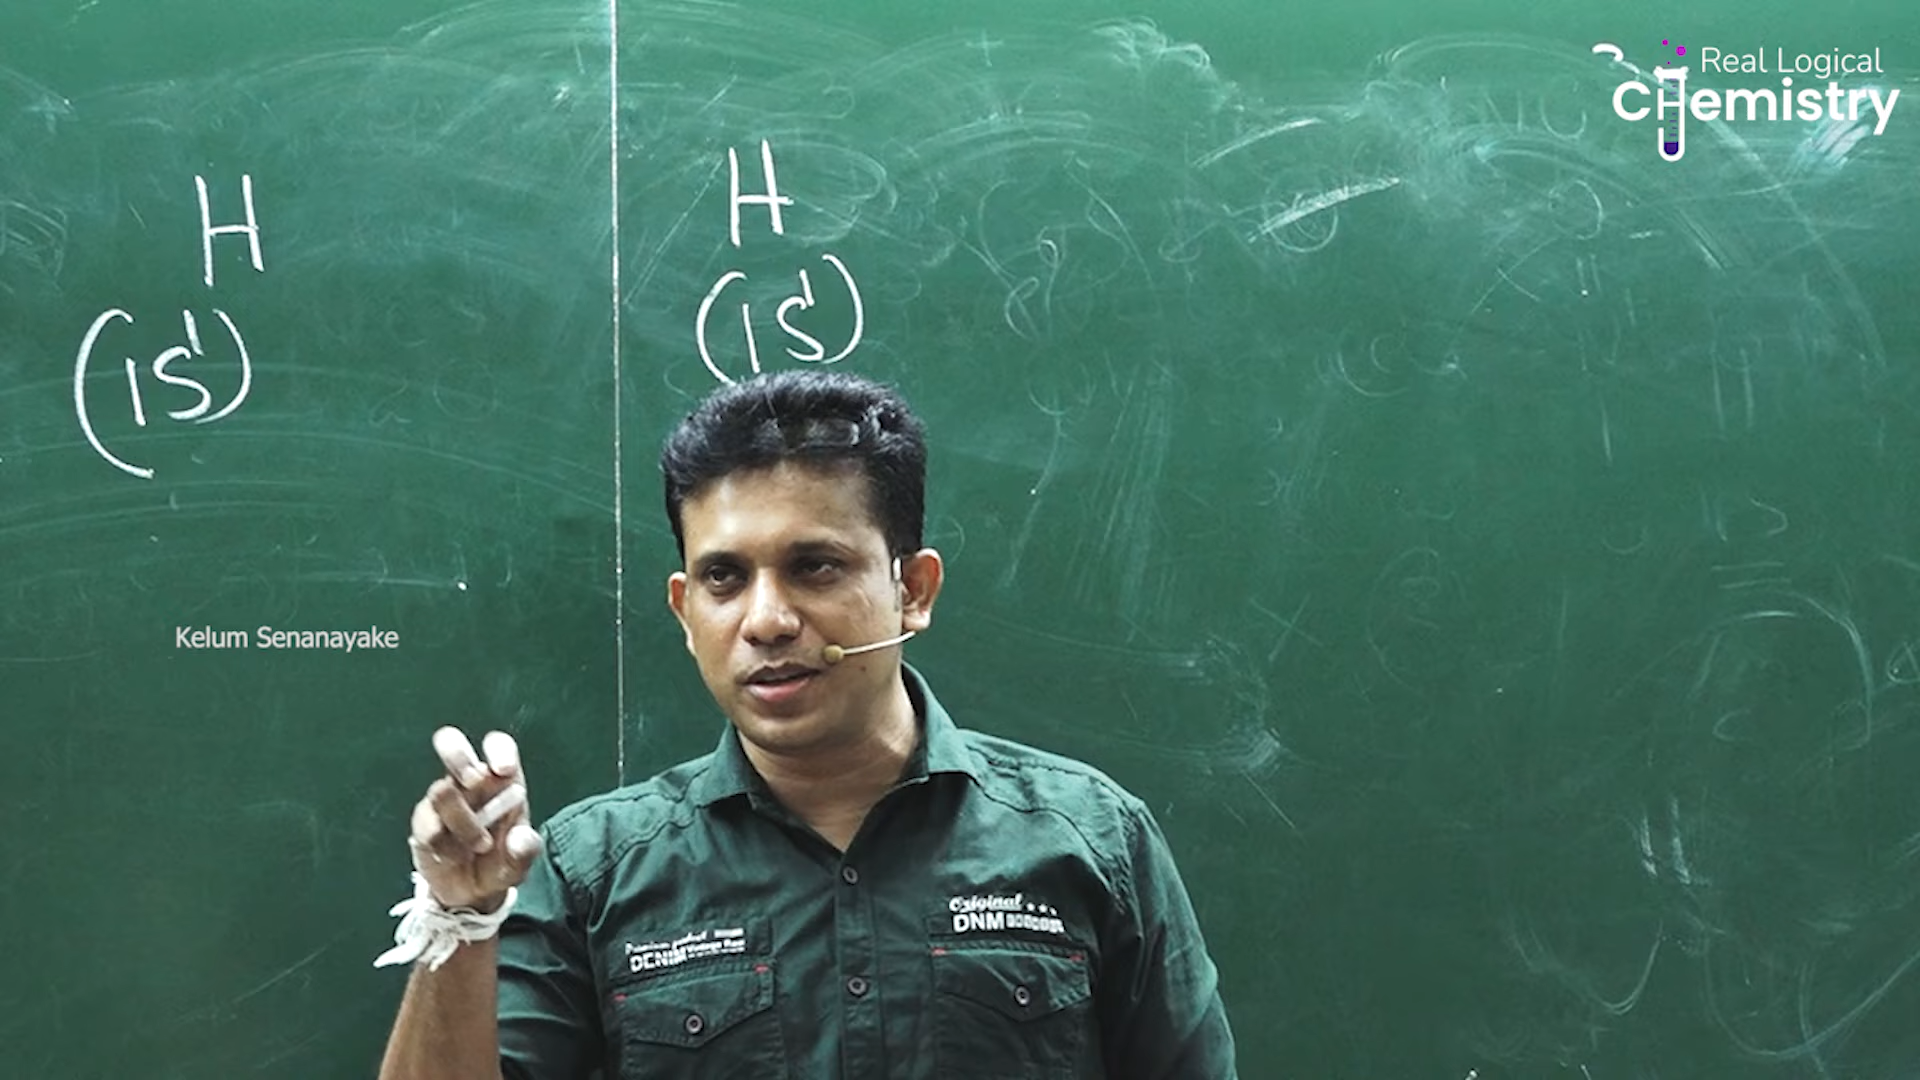 Real Logical
CHemistry
H
(1S¹)
H
(1S¹)
Kelum Senanayake
Original
DNM
DENIM